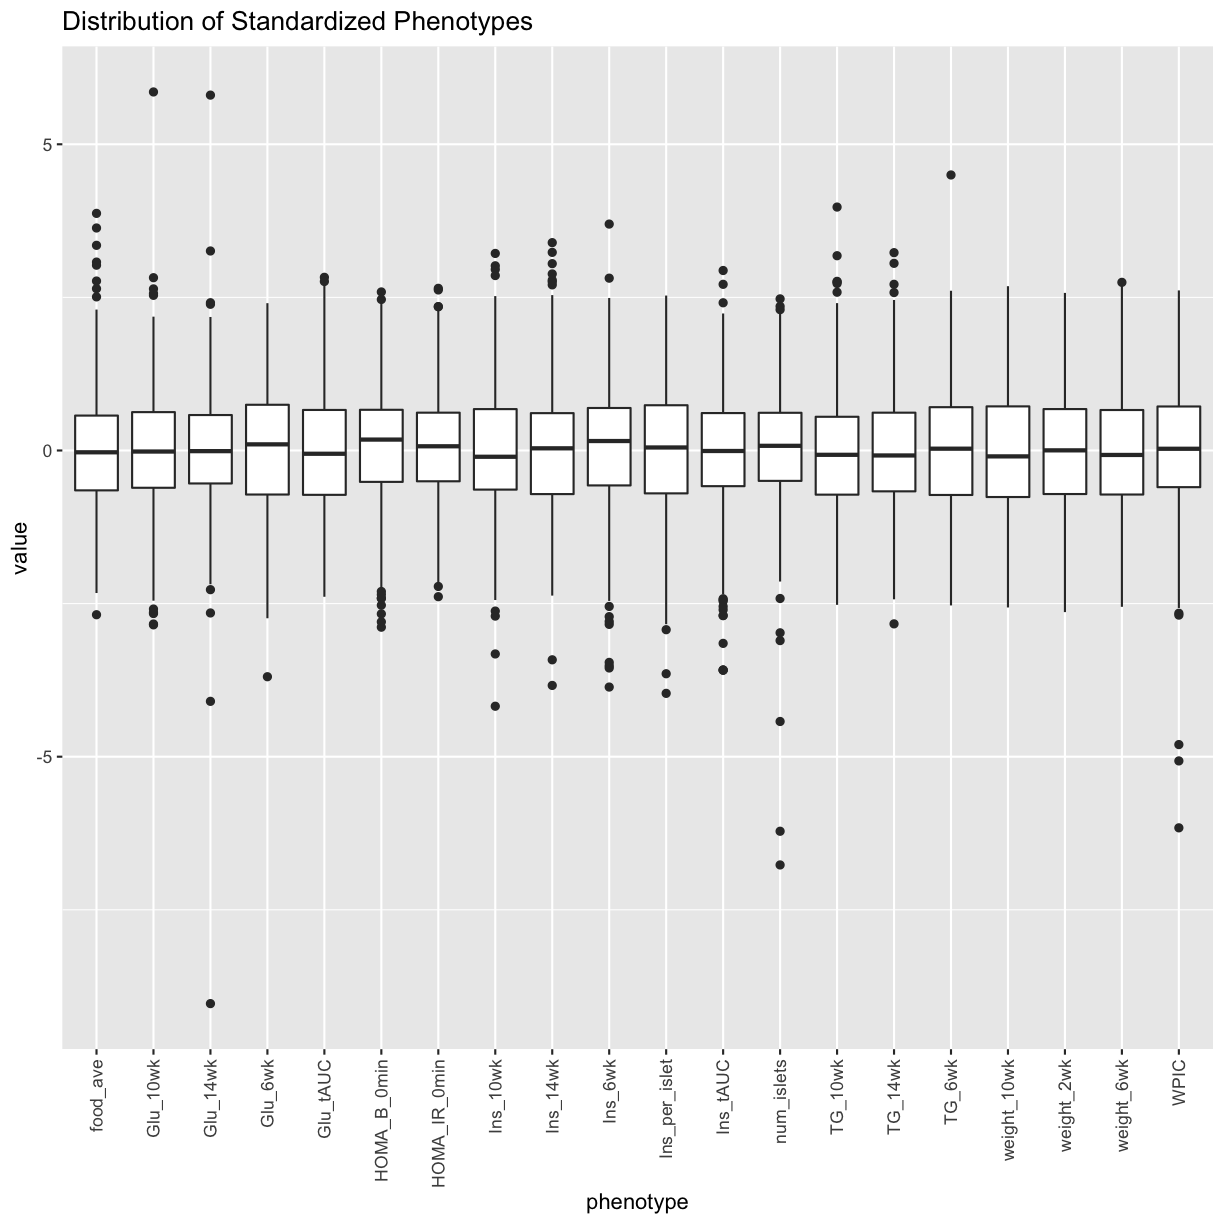 Distribution of Standardized Phenotypes
5
0
-5
value
food_ave
Glu_10wk
Glu_14wk
Glu_6wk
Glu_tAUC
HOMA_B_0min
HOMA_IR_0min
Ins_10wk
Ins_14wk
Ins_6wk
Ins_per_islet
Ins_tAUC
num_islets
TG_10wk
TG_14wk
TG_6wk
weight_10wk
weight_2wk
weight_6wk
WPIC
phenotype